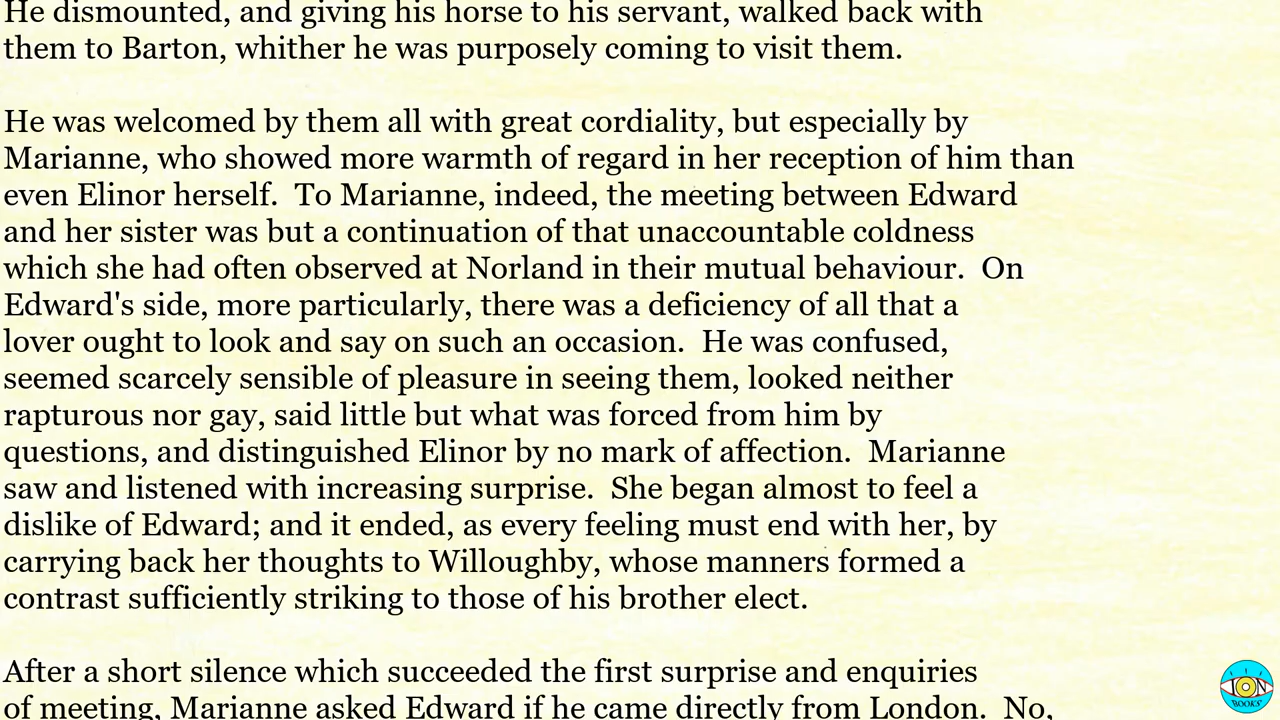 He dismounted, and giving his horse to his servant, walked back with
them to Barton, whither he was purposely coming to visit them.
He was welcomed by them all with great cordiality, but especially by
Marianne, who showed more warmth of regard in her reception of him than
even Elinor herself.  To Marianne, indeed, the meeting between Edward
and her sister was but a continuation of that unaccountable coldness
which she had often observed at Norland in their mutual behaviour.  On
Edward's side, more particularly, there was a deficiency of all that a
lover ought to look and say on such an occasion.  He was confused,
seemed scarcely sensible of pleasure in seeing them, looked neither
rapturous nor gay, said little but what was forced from him by
questions, and distinguished Elinor by no mark of affection.  Marianne
saw and listened with increasing surprise.  She began almost to feel a
dislike of Edward; and it ended, as every feeling must end with her, by
carrying back her thoughts to Willoughby, whose manners formed a
contrast sufficiently striking to those of his brother elect.
After a short silence which succeeded the first surprise and enquiries
of meeting, Marianne asked Edward if he came directly from London.  No,
ION
BOOKS